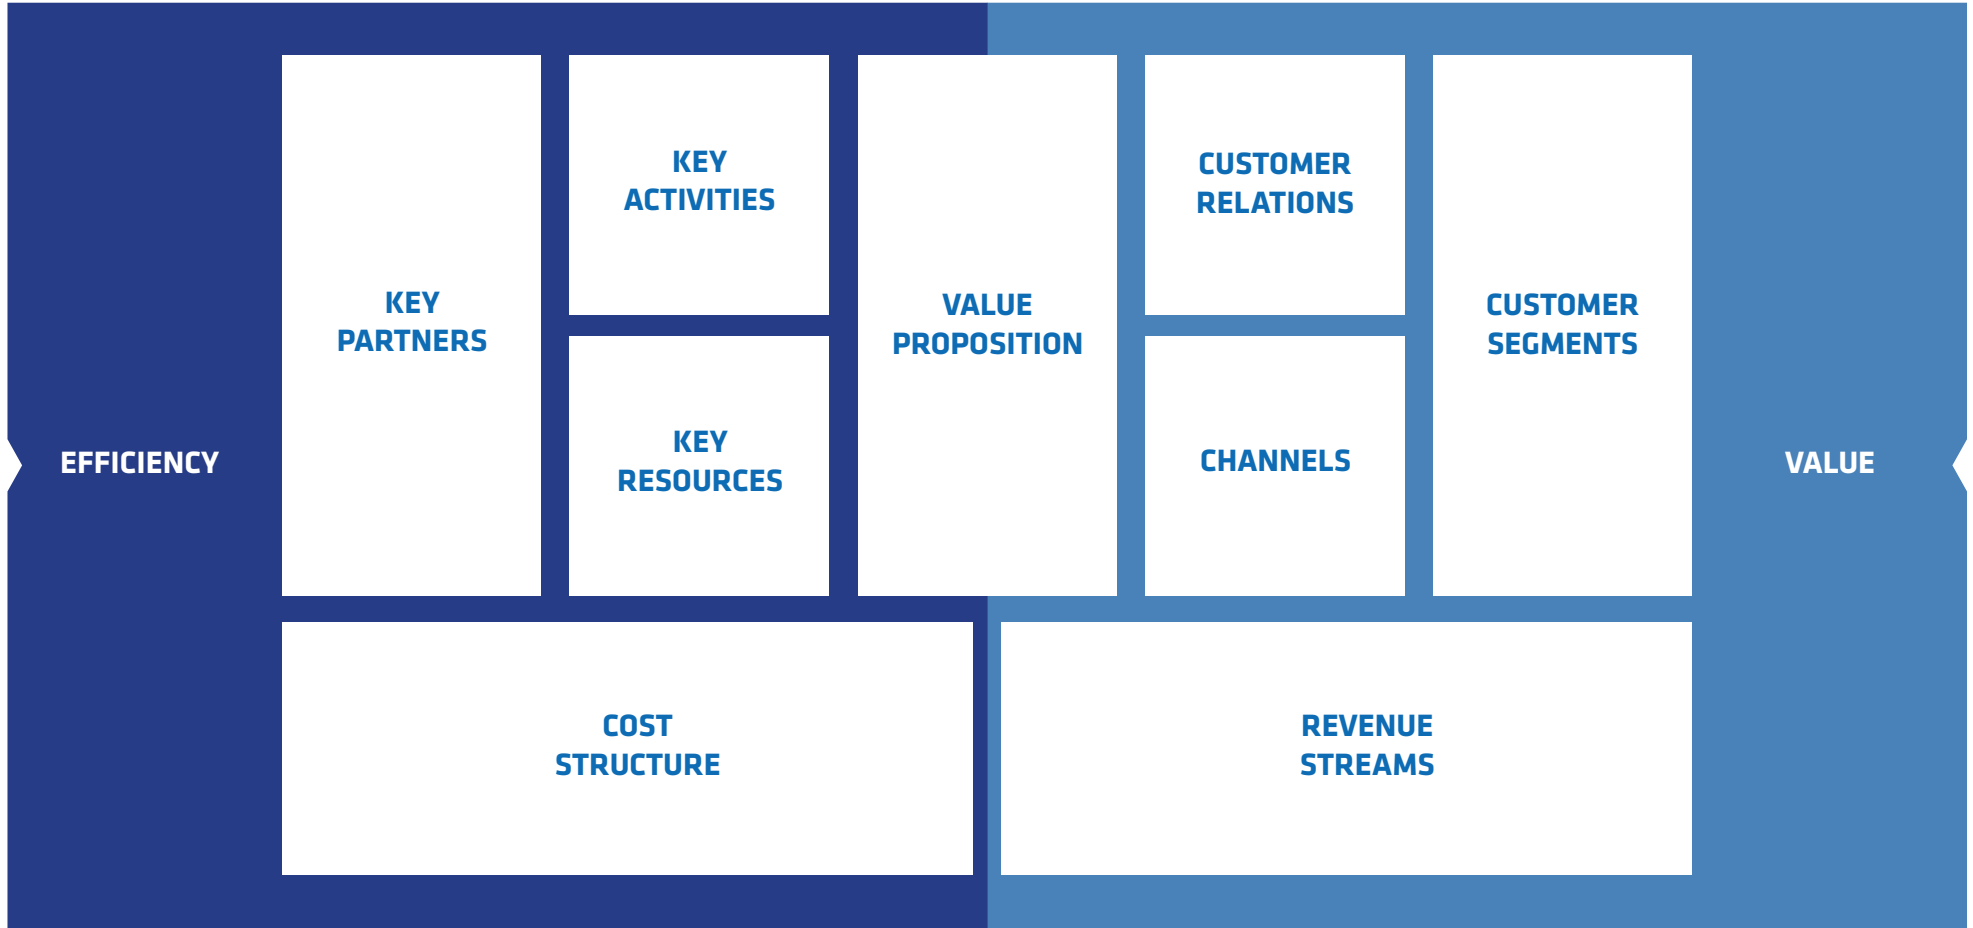 EFFICIENCY
KEY
PARTNERS
KEY
ACTIVITIES
KEY
RESOURCES
VALUE
PROPOSITION
CUSTOMER
RELATIONS
CHANNELS
CUSTOMER
SEGMENTS
VALUE
COST
STRUCTURE
REVENUE
STREAMS